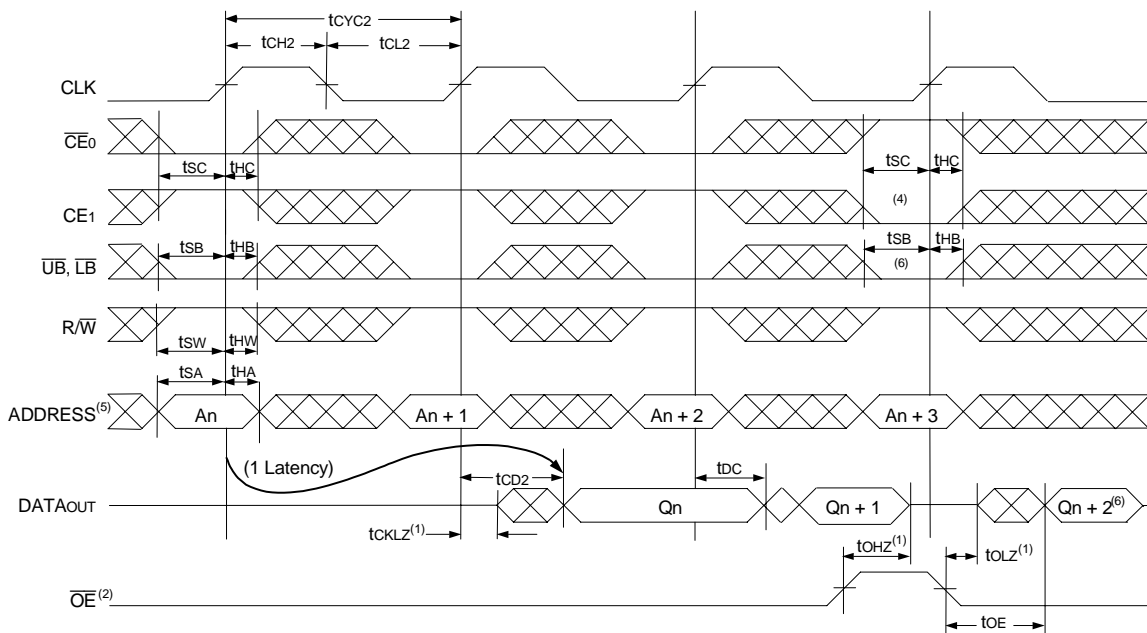 tCYC2
tCH2 tCL2
CLK
CE0
tSC tHC tSC tHC
CE1 (4)
tSB tHB tSB tHB
UB, LB (6)
R/W
tSW tHW
tSA tHA
ADDRESS(5) An An + 1 An + 2 An + 3
(1 Latency) tCD2 tDC
DATAOUT Qn Qn + 1 Qn + 2(6)
tCKLZ(1)
tOHZ(1) tOLZ(1)
OE(2)
tOE